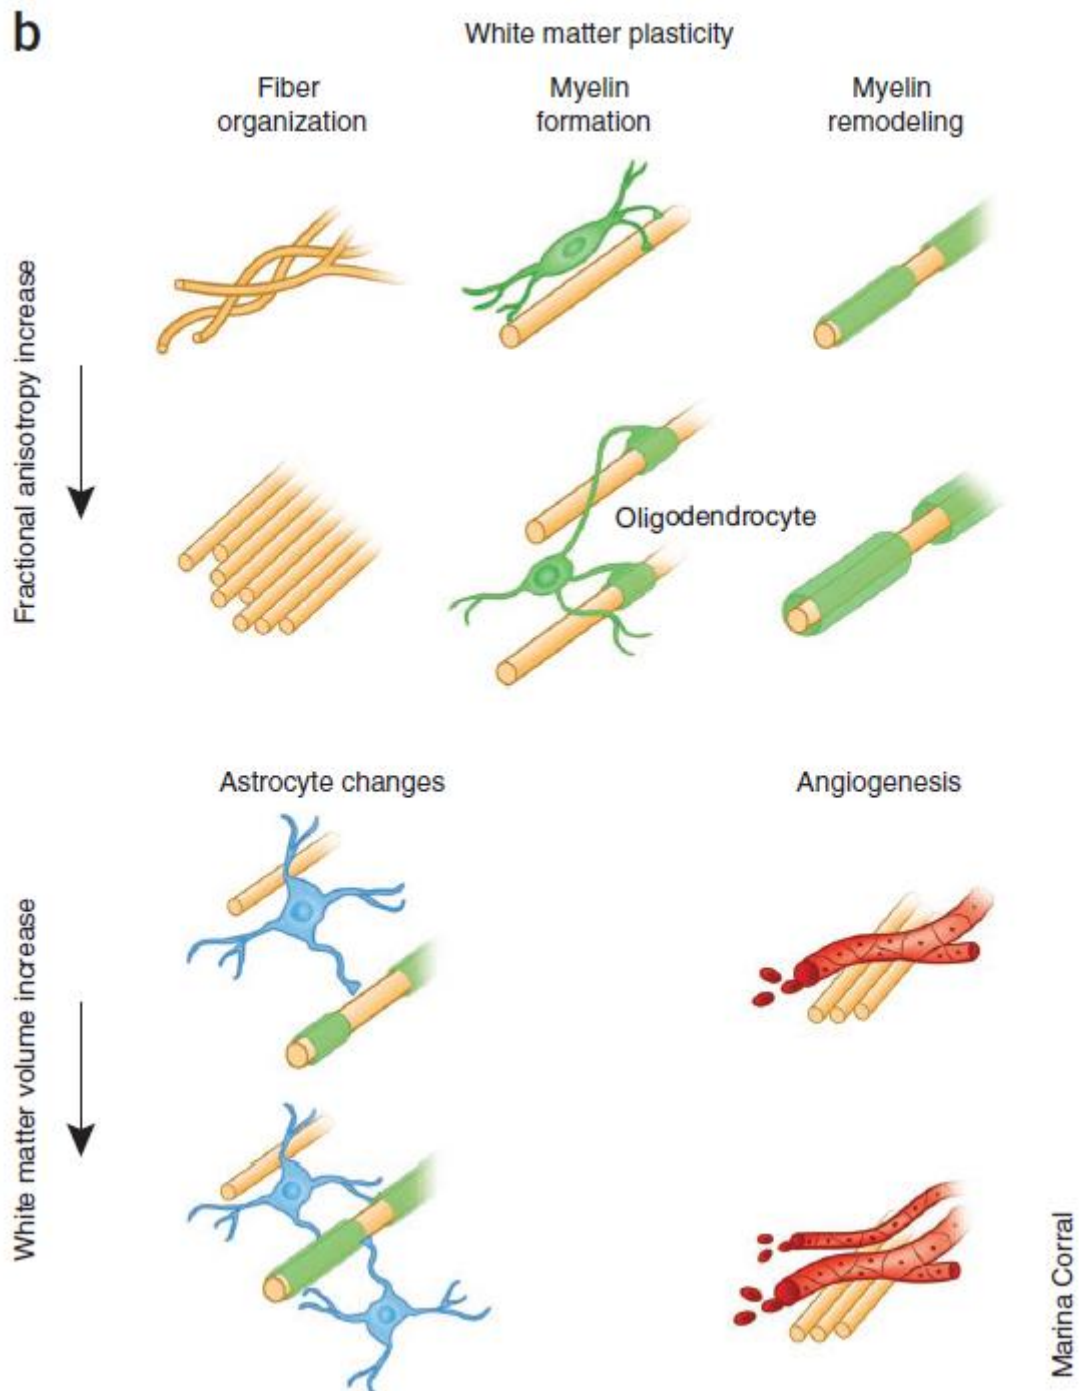 b
White matter plasticity
Fiber
organization
Myelin
formation
Myelin
remodeling
Fractional anisotropy increase
Oligodendrocyte
Astrocyte changes
Angiogenesis
White matter volume increase
Marina Corral